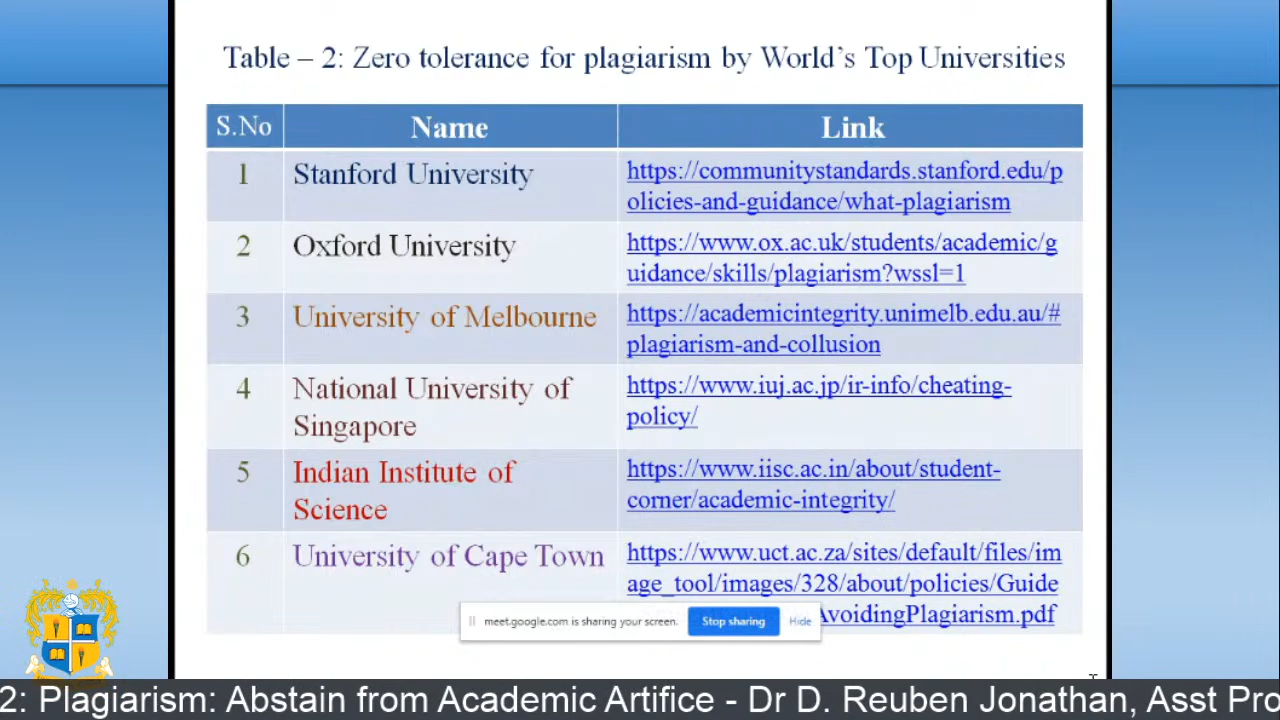 Table – 2: Zero tolerance for plagiarism by World's Top Universities
S.No Name Link
1 Stanford University https://communitystandards.stanford.edu/p
olicies-and-guidance/what-plagiarism
2 Oxford University https://www.ox.ac.uk/students/academic/g
uidance/skills/plagiarism?wssl=1
3 University of Melbourne https://academicintegrity.unimelb.edu.au/#
plagiarism-and-collusion
4 National University of https://www.iuj.ac.jp/ir-info/cheating-
Singapore policy/
5 Indian Institute of https://www.iisc.ac.in/about/student-
Science corner/academic-integrity/
6 University of Cape Town https://www.uct.ac.za/sites/default/files/im
age_tool/images/328/about/policies/Guide
AvoidingPlagiarism.pdf
meet.google.com is sharing your screen. Stop sharing Hide
2: Plagiarism: Abstain from Academic Artifice - Dr D. Reuben Jonathan, Asst Pro